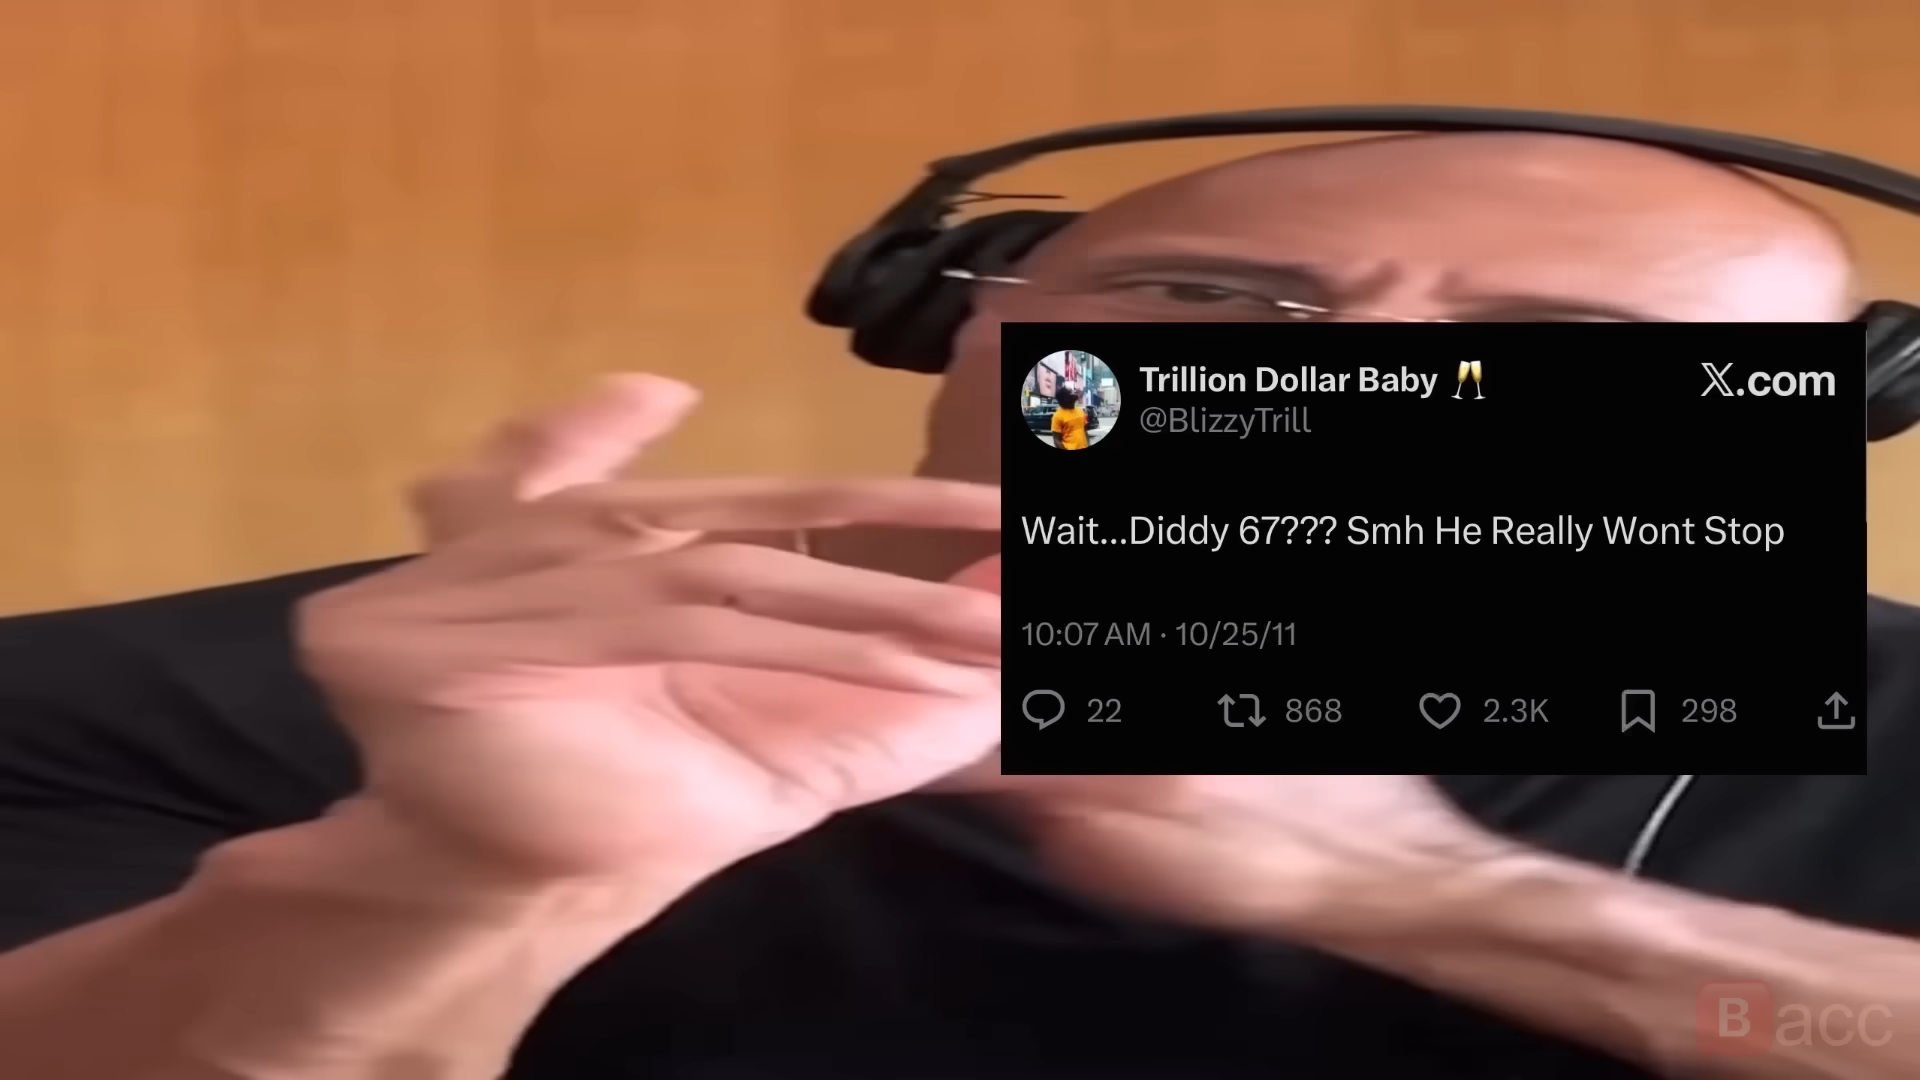 Trillion Dollar Baby 🥂
X.com
@BlizzyTrill
Wait...Diddy 67??? Smh He Really Wont Stop
10:07 AM · 10/25/11
22 868 2.3K 298
Bacc